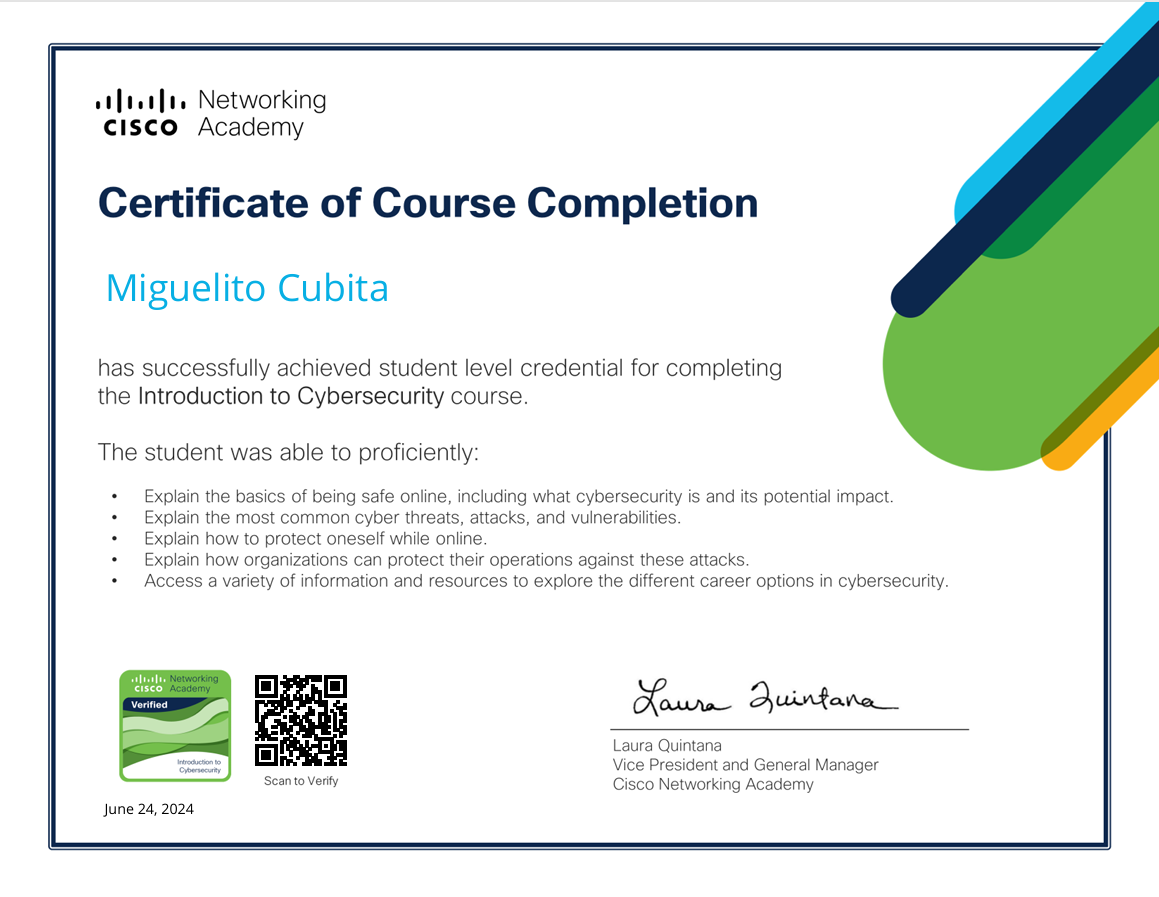 CISCO Networking
Academy
Certificate of Course Completion
Miguelito Cubita
has successfully achieved student level credential for completing
the Introduction to Cybersecurity course.
The student was able to proficiently:
• Explain the basics of being safe online, including what cybersecurity is and its potential impact.
• Explain the most common cyber threats, attacks, and vulnerabilities.
• Explain how to protect oneself while online.
• Explain how organizations can protect their operations against these attacks.
• Access a variety of information and resources to explore the different career options in cybersecurity.
CISCO Networking
Academy
Verified
Introduction to
Cybersecurity
Scan to Verify
June 24, 2024
Laura Quintana
Laura Quintana
Vice President and General Manager
Cisco Networking Academy